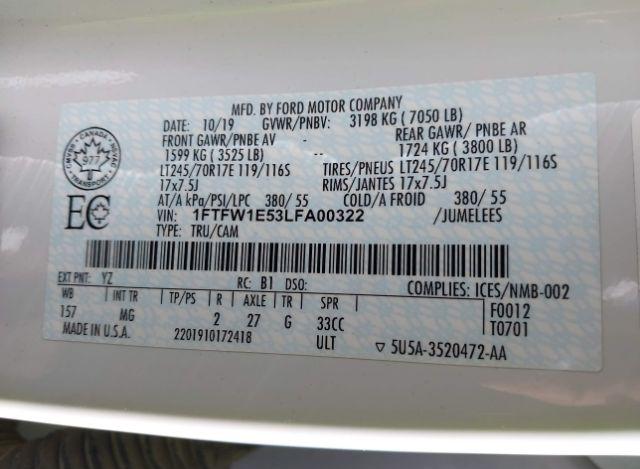 MFD. BY FORD MOTOR COMPANY
DATE: 10/19 GVWR/PNBV: 3198 KG ( 7050 LB)
FRONT GAWR/PNBE AV - REAR GAWR/ PNBE AR -
1599 KG ( 3525 LB) -- 1724 KG ( 3800 LB)
LT245/70R17E 119/116S TIRES/PNEUS LT245/70R17E 119/116S
17x7.5J RIMS/JANTES 17x7.5J
AT/A kPa/PSI/LPC 380/ 55 COLD/A FROID 380/ 55
VIN: 1FTFW1E53LFA00322 /JUMELEES
TYPE: TRU/CAM
CANADA
977
TRANSPORT
EC
EXT PNT: YZ RC: B1 DSO: COMPLIES: ICES/NMB-002
WB INT TR TP/PS R AXLE TR SPR F0012
157 MG 2 27 G 33CC T0701
MADE IN U.S.A. 2201910172418 ULT ▽ 5U5A-3520472-AA